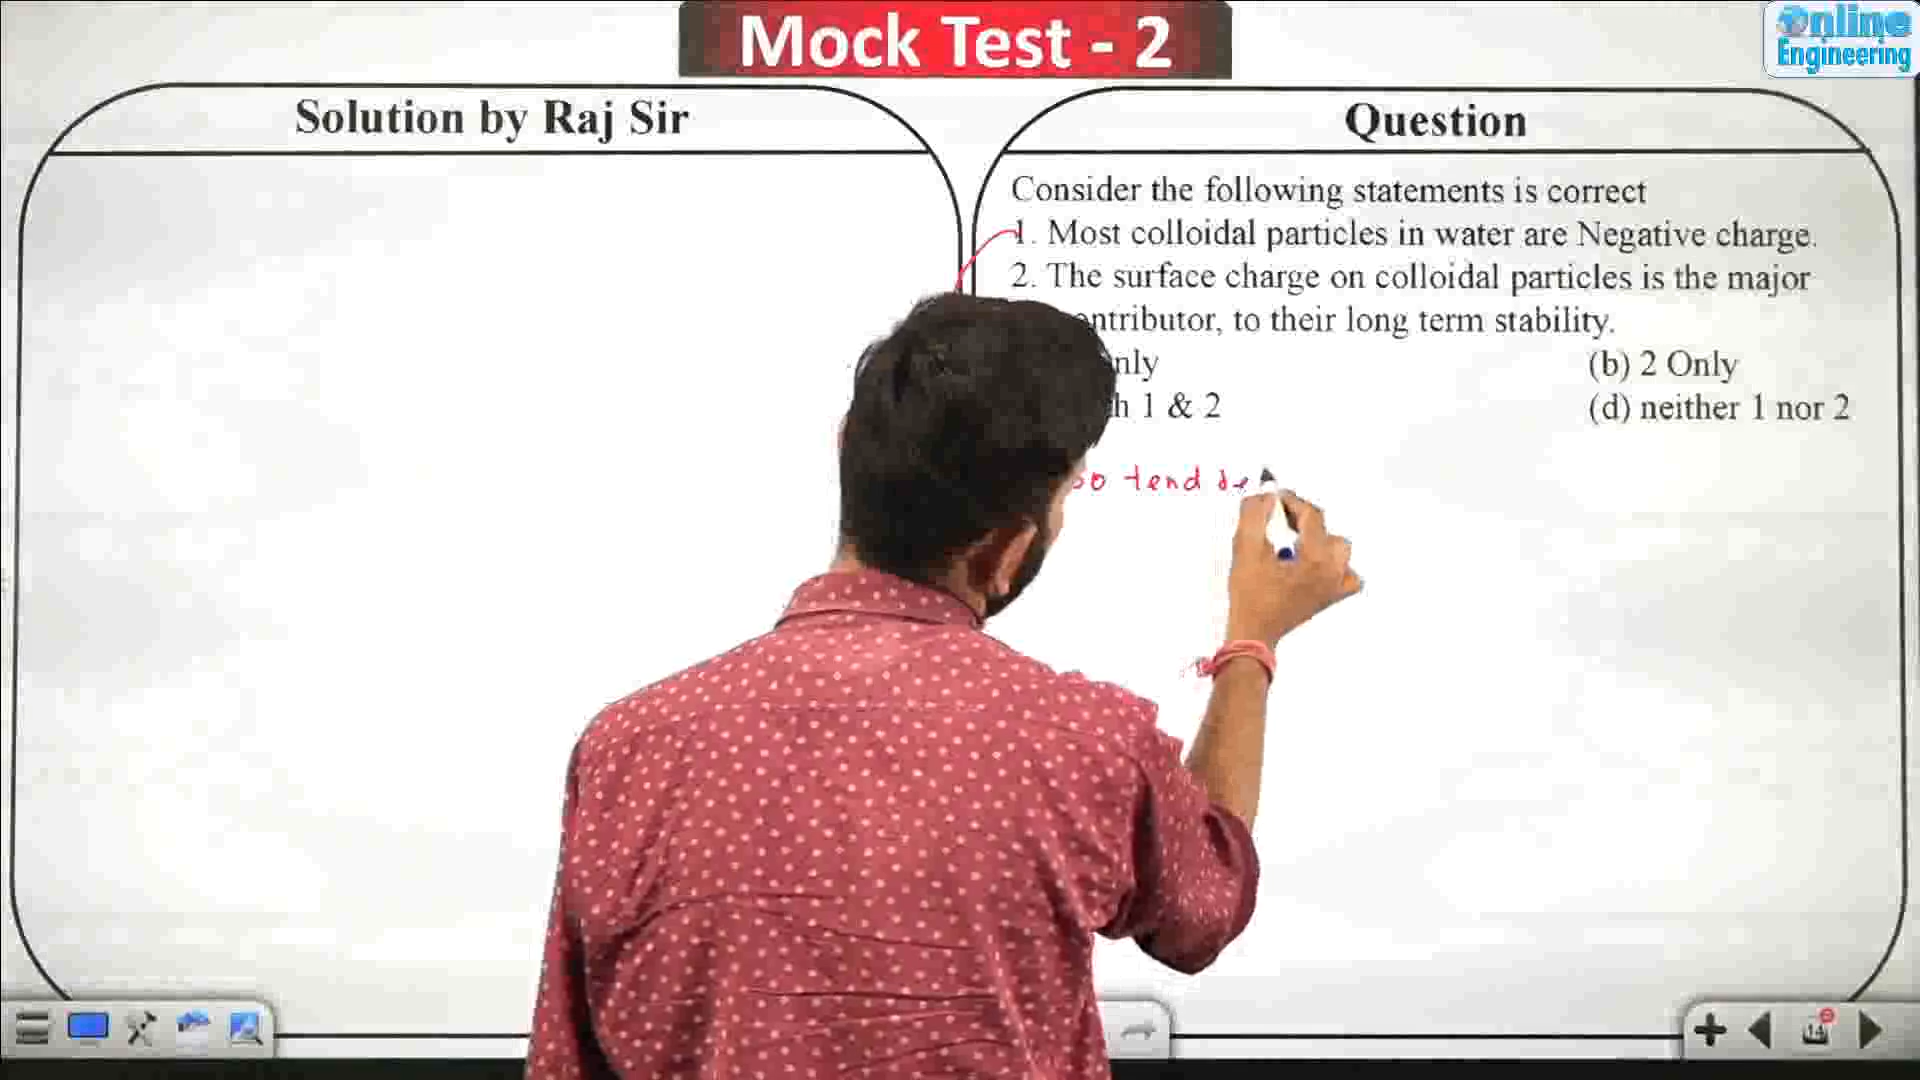 Mock Test - 2
Online
Engineering
Solution by Raj Sir
Question
Consider the following statements is correct
1. Most colloidal particles in water are Negative charge.
2. The surface charge on colloidal particles is the major
ntributor, to their long term stability.
nly
(b) 2 Only
h 1 & 2
(d) neither 1 nor 2
tend
14